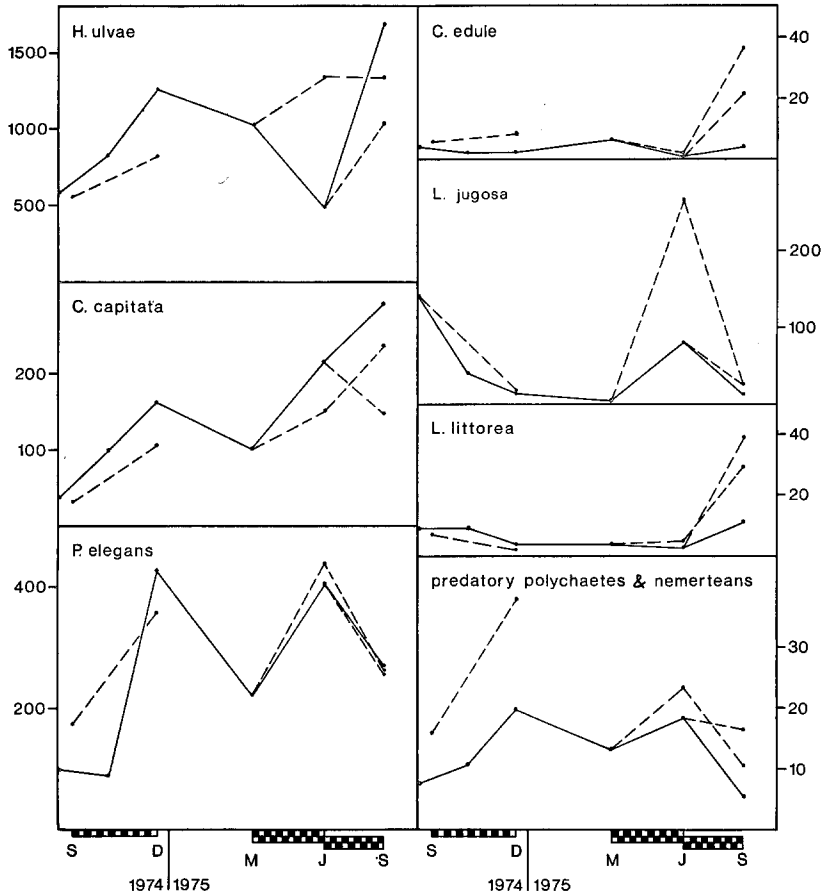 H. ulvae
1500
1000
500
C. capitata
200
100
P. elegans
400
200
C. edule
40
20
L. jugosa
200
100
L. littorea
40
20
predatory polychaetes & nemerteans
30
20
10
S D M J S
1974 | 1975
S D M J S
1974 | 1975